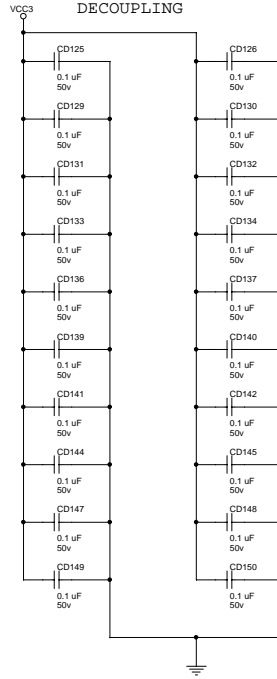 DECOUPLING
VCC3
CD125
0.1 uF
50v
CD126
0.1 uF
50v
CD129
0.1 uF
50v
CD130
0.1 uF
50v
CD131
0.1 uF
50v
CD132
0.1 uF
50v
CD133
0.1 uF
50v
CD134
0.1 uF
50v
CD136
0.1 uF
50v
CD137
0.1 uF
50v
CD139
0.1 uF
50v
CD140
0.1 uF
50v
CD141
0.1 uF
50v
CD142
0.1 uF
50v
CD144
0.1 uF
50v
CD145
0.1 uF
50v
CD147
0.1 uF
50v
CD148
0.1 uF
50v
CD149
0.1 uF
50v
CD150
0.1 uF
50v